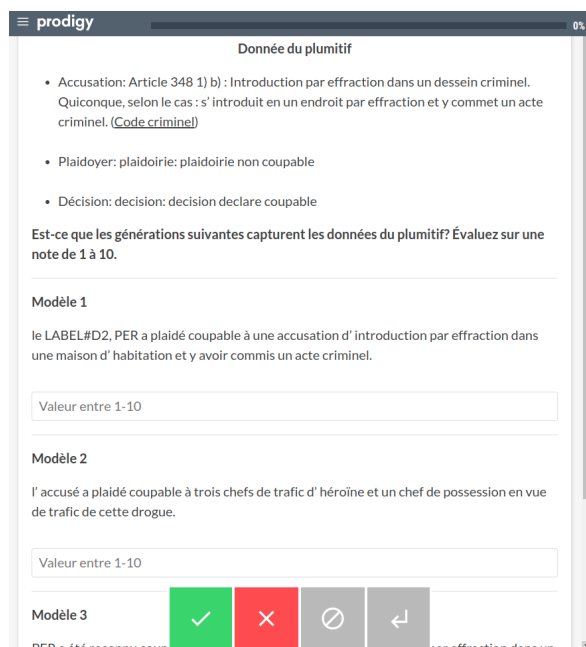 prodigy
0%
Donnée du plumitif
• Accusation: Article 348 1) b) : Introduction par effraction dans un dessein criminel.
Quiconque, selon le cas : s’ introduit en un endroit par effraction et y commet un acte
criminel. (Code criminel)
• Plaidoyer: plaidoirie: plaidoirie non coupable
• Décision: decision: decision declare coupable
Est-ce que les générations suivantes capturent les données du plumitif? Évaluez sur une
note de 1 à 10.
Modèle 1
le LABEL#D2, PER a plaidé coupable à une accusation d’ introduction par effraction dans
une maison d’ habitation et y avoir commis un acte criminel.
Valeur entre 1-10
Modèle 2
l’ accusé a plaidé coupable à trois chefs de trafic d’ héroïne et un chef de possession en vue
de trafic de cette drogue.
Valeur entre 1-10
Modèle 3